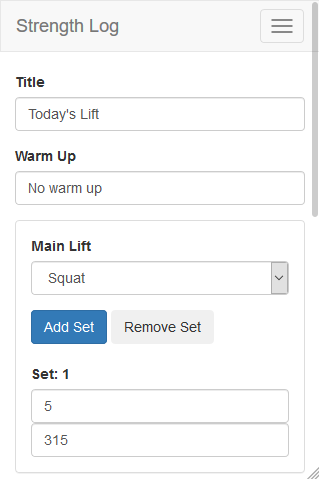 Strength Log
Title
Today's Lift
Warm Up
No warm up
Main Lift
Squat
Add Set Remove Set
Set: 1
5
315